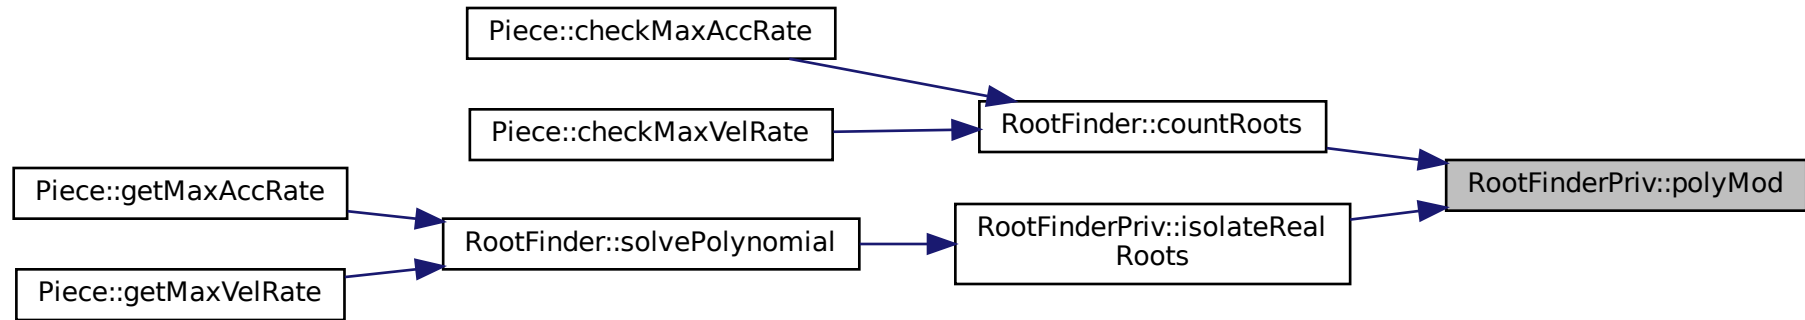 Piece::checkMaxAccRate
Piece::checkMaxVelRate
RootFinder::countRoots
RootFinderPriv::polyMod
Piece::getMaxAccRate
Piece::getMaxVelRate
RootFinder::solvePolynomial
RootFinderPriv::isolateReal
Roots